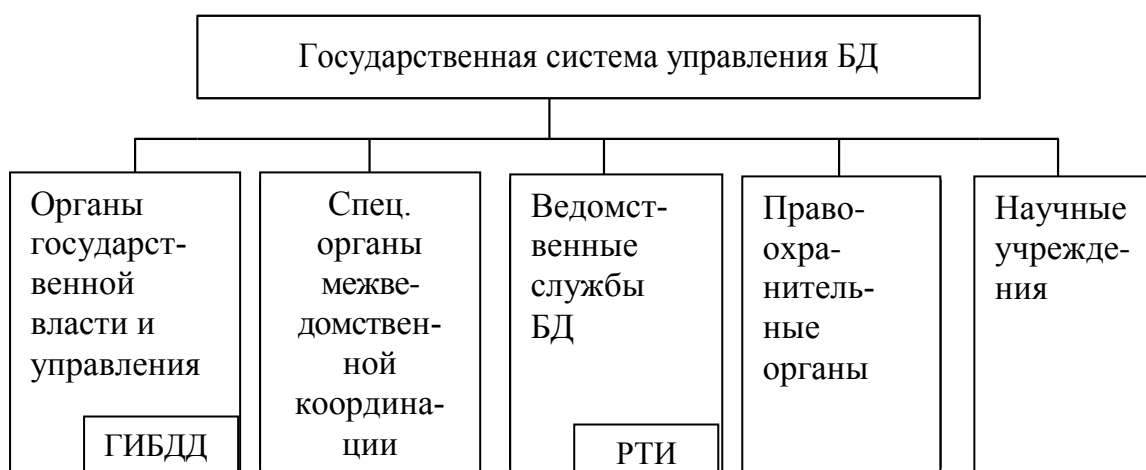 Государственная система управления БД
Органы
государст-
венной
власти и
управления
ГИБДД
Спец.
органы
межве-
домствен-
ной
координа-
ции
Ведомст-
венные
службы
БД
РТИ
Право-
охра-
нитель-
ные
органы
Научные
учрежде-
ния